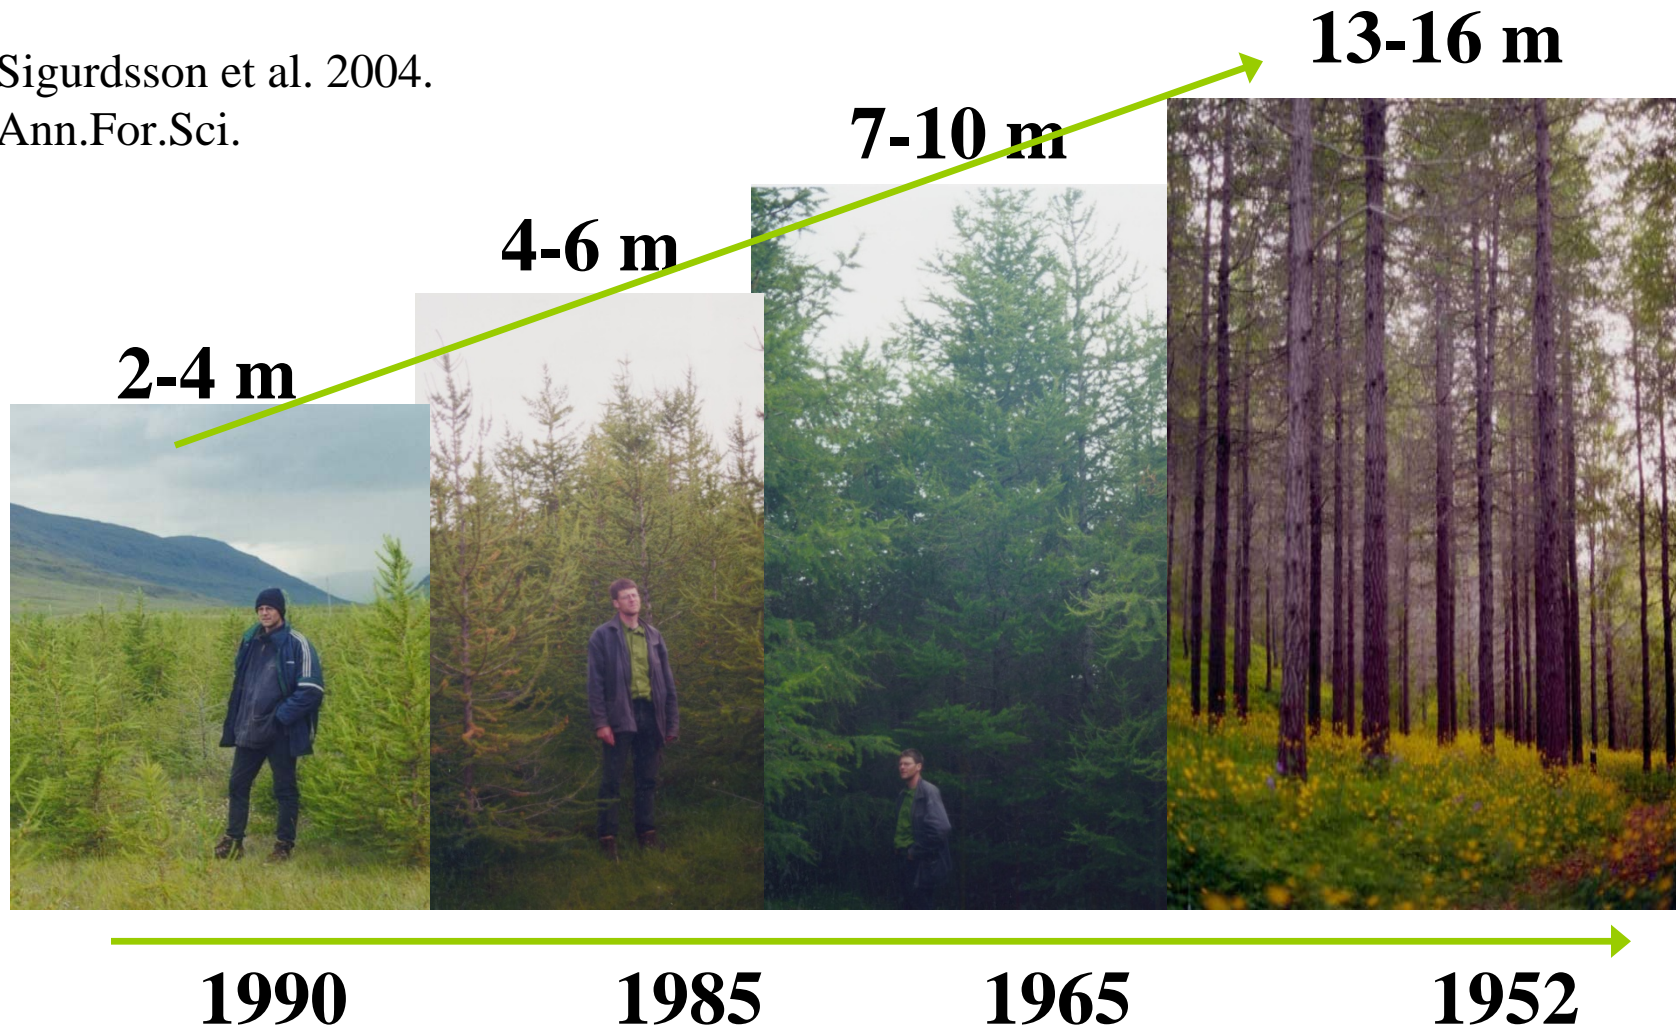 Sigurdsson et al. 2004.
Ann.For.Sci.
13-16 m
7-10 m
4-6 m
2-4 m
1990 1985 1965 1952